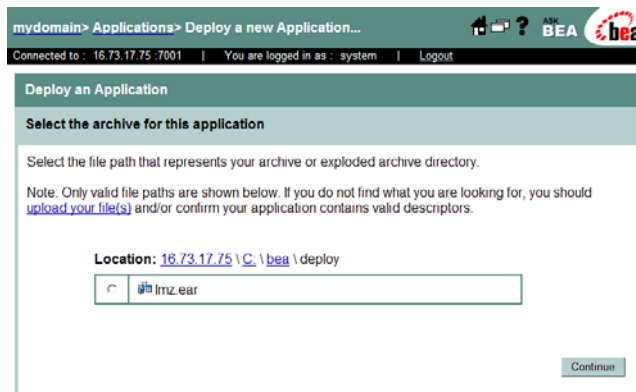 mydomain> Applications> Deploy a new Application...
? ASK BEA bea
Connected to : 16.73.17.75 :7001 | You are logged in as : system | Logout
Deploy an Application
Select the archive for this application
Select the file path that represents your archive or exploded archive directory.
Note: Only valid file paths are shown below. If you do not find what you are looking for, you should
upload your file(s) and/or confirm your application contains valid descriptors.
Location: 16.73.17.75 \ C: \ bea \ deploy
lmz.ear
Continue